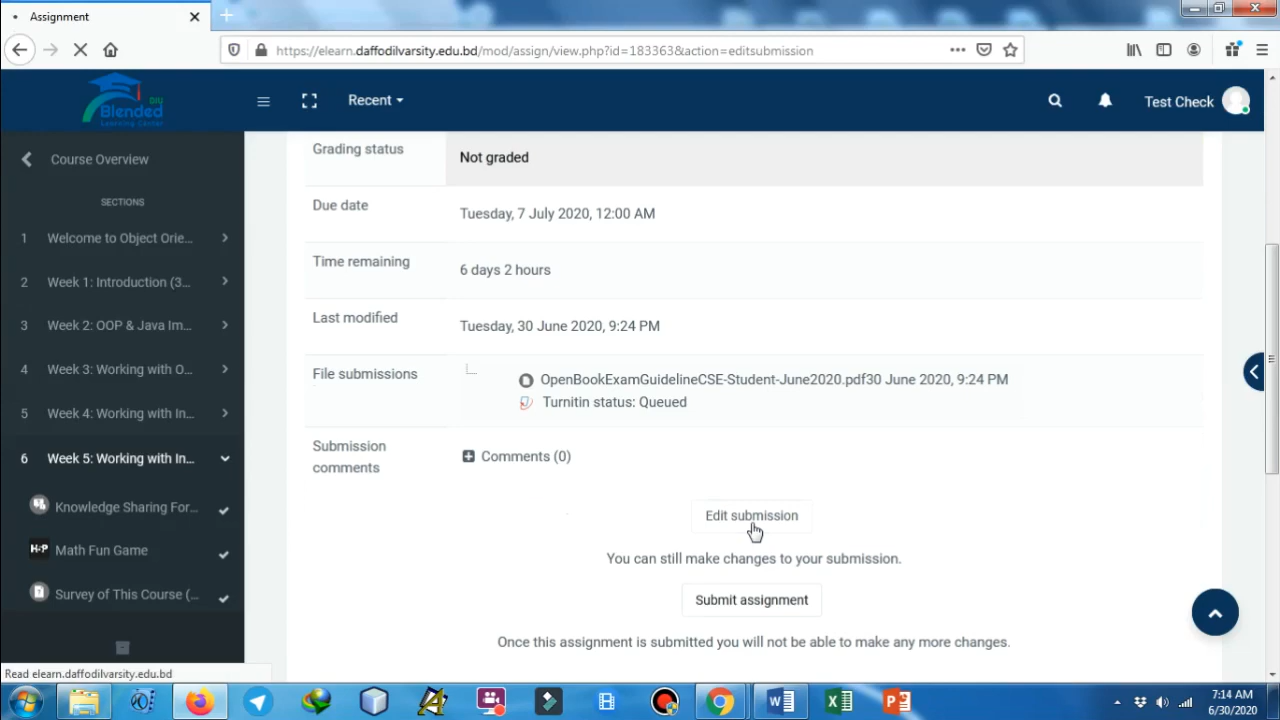 Assignment
https://elearn.daffodilvarsity.edu.bd/mod/assign/view.php?id=183363&action=editsubmission
DIU
Blended
Learning Center
Recent
Test Check
Course Overview
SECTIONS
1 Welcome to Object Orie...
2 Week 1: Introduction (3...
3 Week 2: OOP & Java Im...
4 Week 3: Working with O...
5 Week 4: Working with In...
6 Week 5: Working with In...
Knowledge Sharing For...
H-P Math Fun Game
Survey of This Course (...
Grading status
Not graded
Due date
Tuesday, 7 July 2020, 12:00 AM
Time remaining
6 days 2 hours
Last modified
Tuesday, 30 June 2020, 9:24 PM
File submissions
OpenBookExamGuidelineCSE-Student-June2020.pdf30 June 2020, 9:24 PM
Turnitin status: Queued
Submission
comments
Comments (0)
Edit submission
You can still make changes to your submission.
Submit assignment
Once this assignment is submitted you will not be able to make any more changes.
Read elearn.daffodilvarsity.edu.bd
7:14 AM
6/30/2020